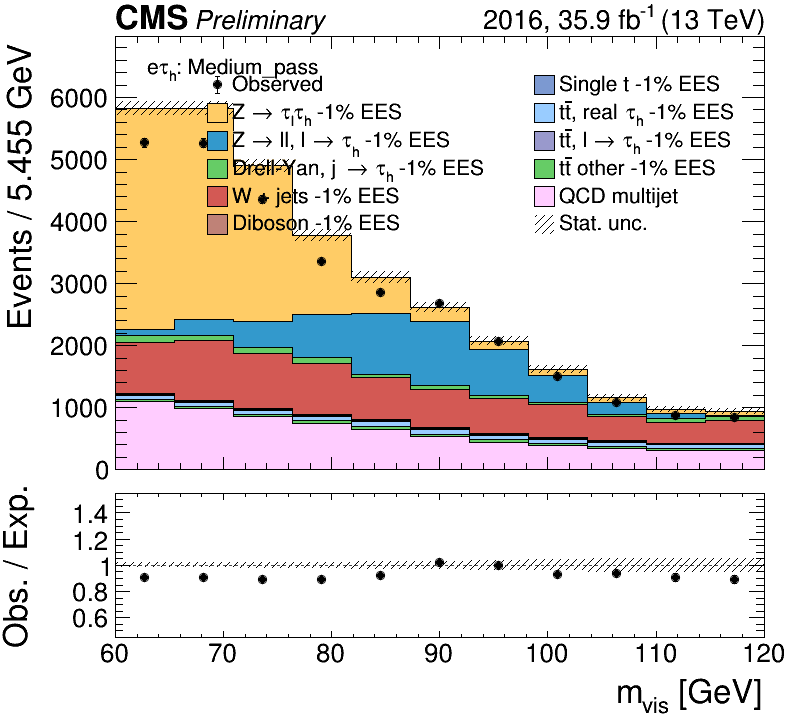 CMS Preliminary 2016, 35.9 fb⁻¹ (13 TeV)
eτh: Medium_pass
Observed
Z → τlτh -1% EES
Z → ll, l → τh -1% EES
Drell-Yan, j → τh -1% EES
W + jets -1% EES
Diboson -1% EES
Single t -1% EES
tt̄, real τh -1% EES
tt̄, l → τh -1% EES
tt̄ other -1% EES
QCD multijet
Stat. unc.
Events / 5.455 GeV
6000
5000
4000
3000
2000
1000
0
Obs. / Exp.
1.4
1.2
1
0.8
0.6
60 70 80 90 100 110 120
mvis [GeV]